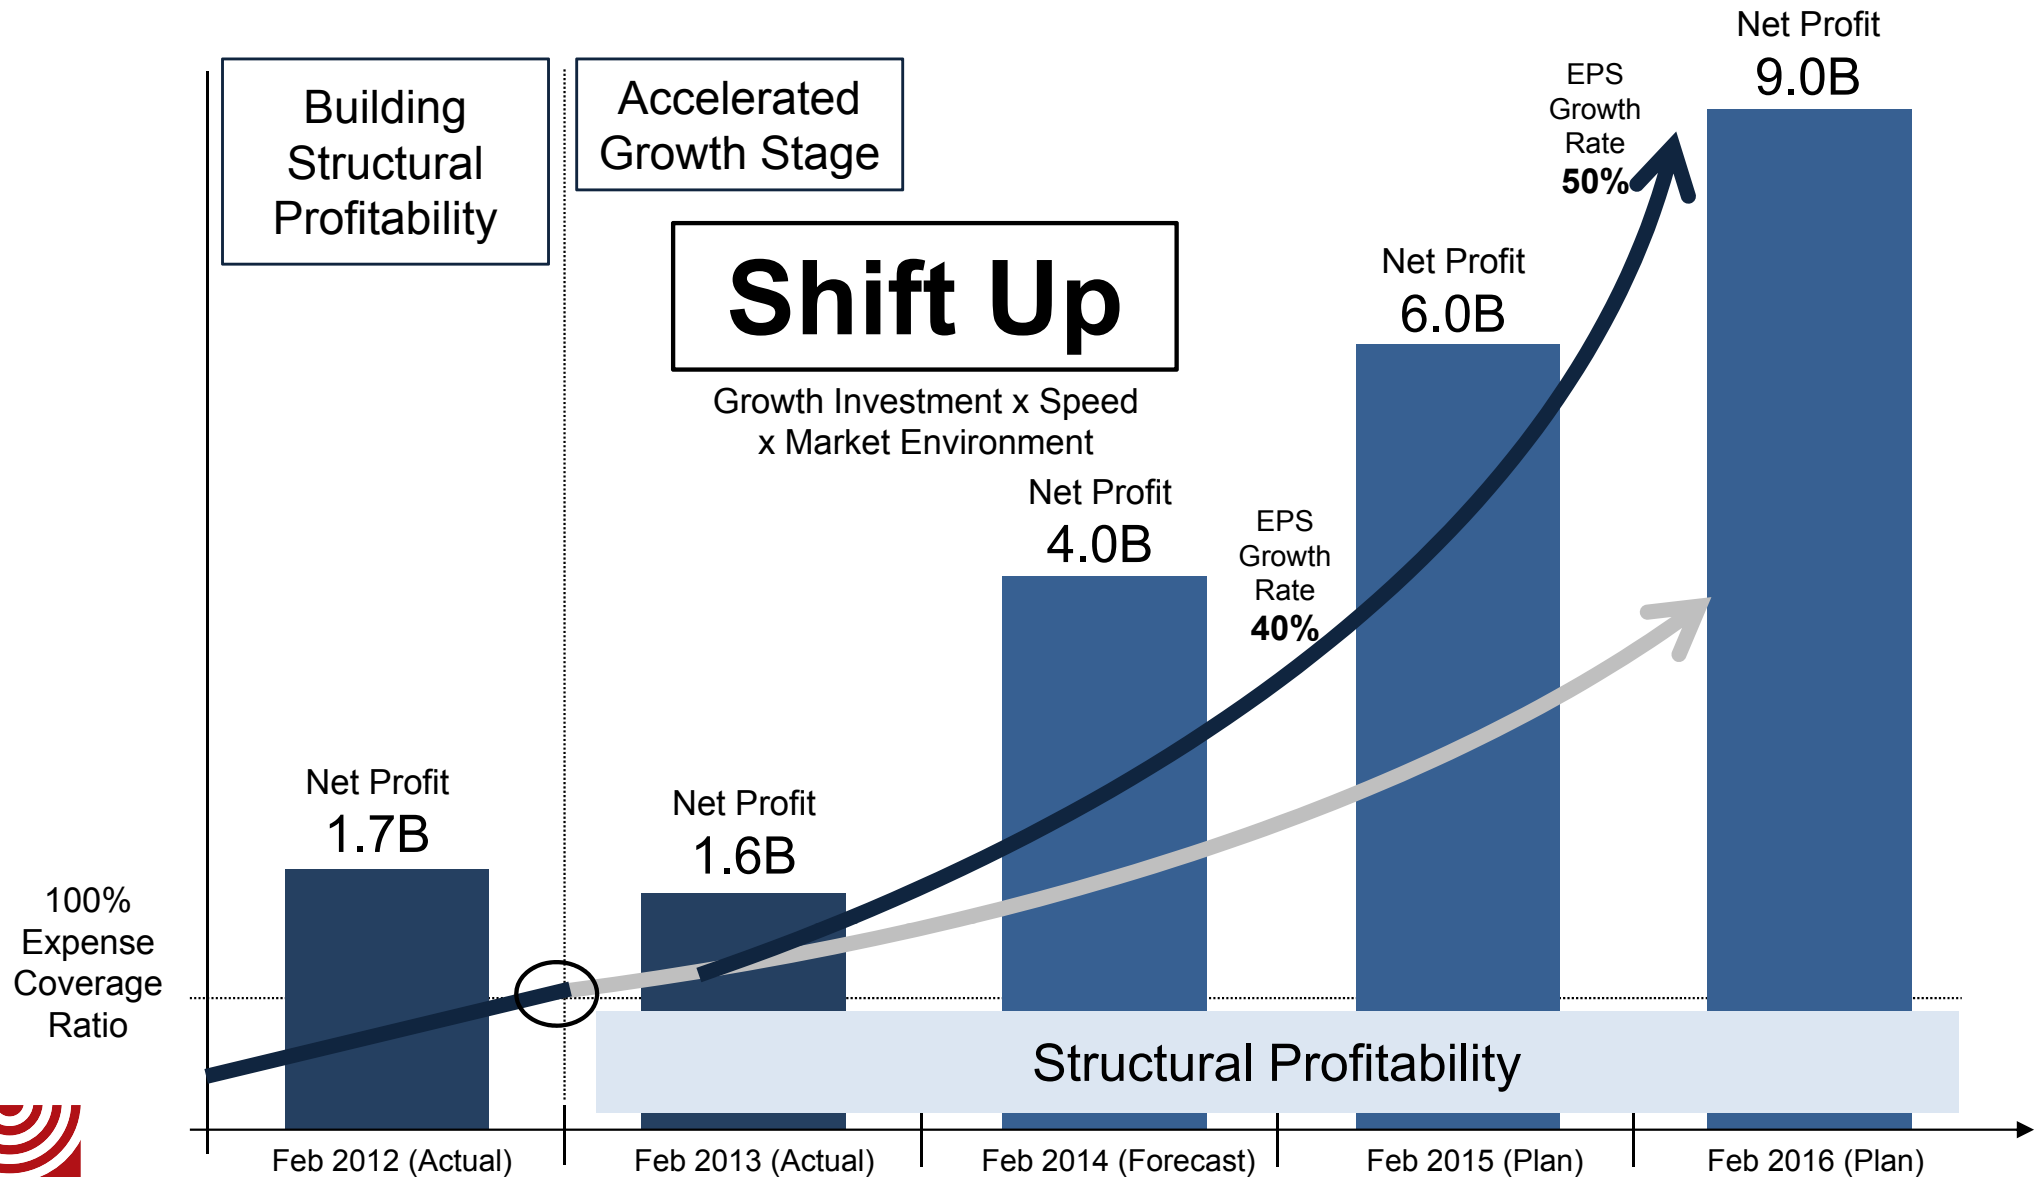 Building
Structural
Profitability
Accelerated
Growth Stage
Shift Up
Growth Investment x Speed
x Market Environment
Net Profit
1.7B
Net Profit
1.6B
Net Profit
4.0B
EPS
Growth
Rate
40%
Net Profit
6.0B
EPS
Growth
Rate
50%
Net Profit
9.0B
100%
Expense
Coverage
Ratio
Structural Profitability
Feb 2012 (Actual)
Feb 2013 (Actual)
Feb 2014 (Forecast)
Feb 2015 (Plan)
Feb 2016 (Plan)